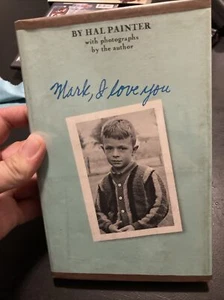 BY HAL PAINTER
with photographs
by the author
Mark, I love you